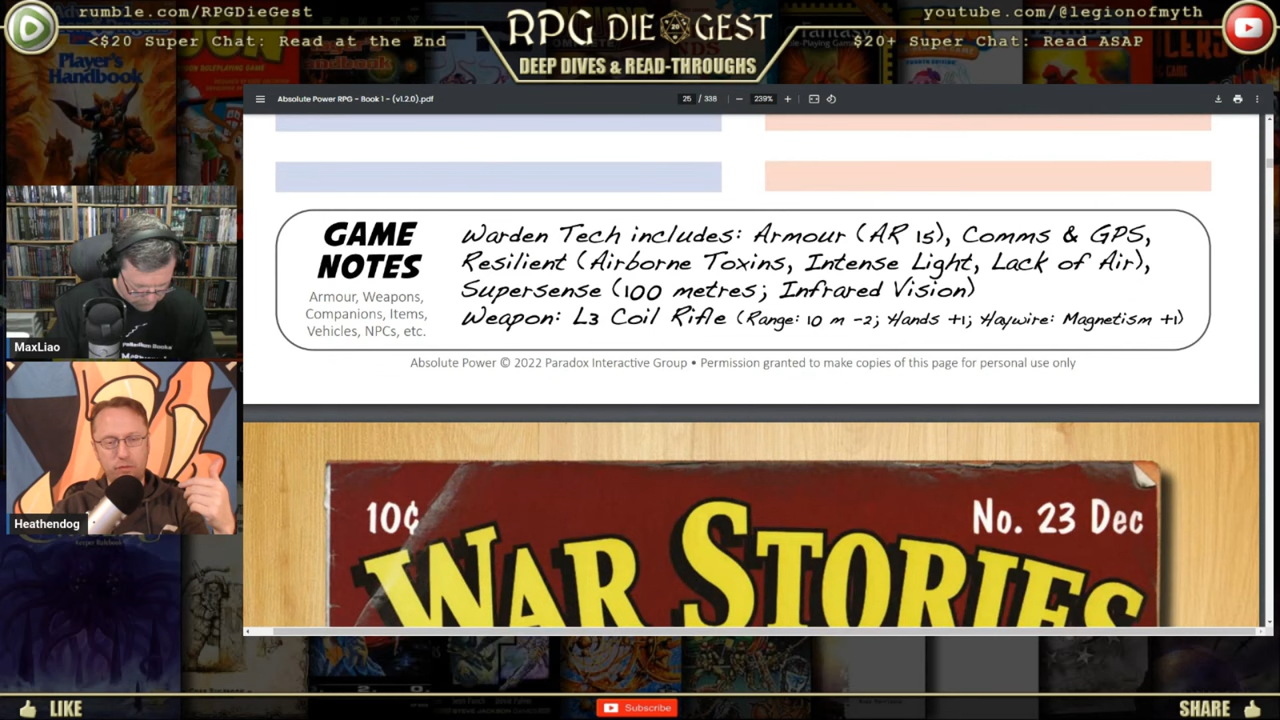 rumble.com/RPGDieGest
<$20 Super Chat: Read at the End
RPG DIE GEST
DEEP DIVES & READ-THROUGHS
youtube.com/@legionofmyth
$20+ Super Chat: Read ASAP
Player's
Handbook
Absolute Power RPG - Book 1 - (v1.2.0).pdf
25 / 338
239%
GAME
NOTES
Armour, Weapons,
Companions, Items,
Vehicles, NPCs, etc.
Warden Tech includes: Armour (AR 15), Comms & GPS,
Resilient (Airborne Toxins, Intense Light, Lack of Air),
Supersense (100 metres; Infrared Vision)
Weapon: L3 Coil Rifle (Range: 10 m -2; Hands +1; Haywire: Magnetism +1)
Absolute Power © 2022 Paradox Interactive Group • Permission granted to make copies of this page for personal use only
10¢
No. 23 Dec
WAR STORIES
MaxLiao
Heathendog
LIKE
Subscribe
SHARE